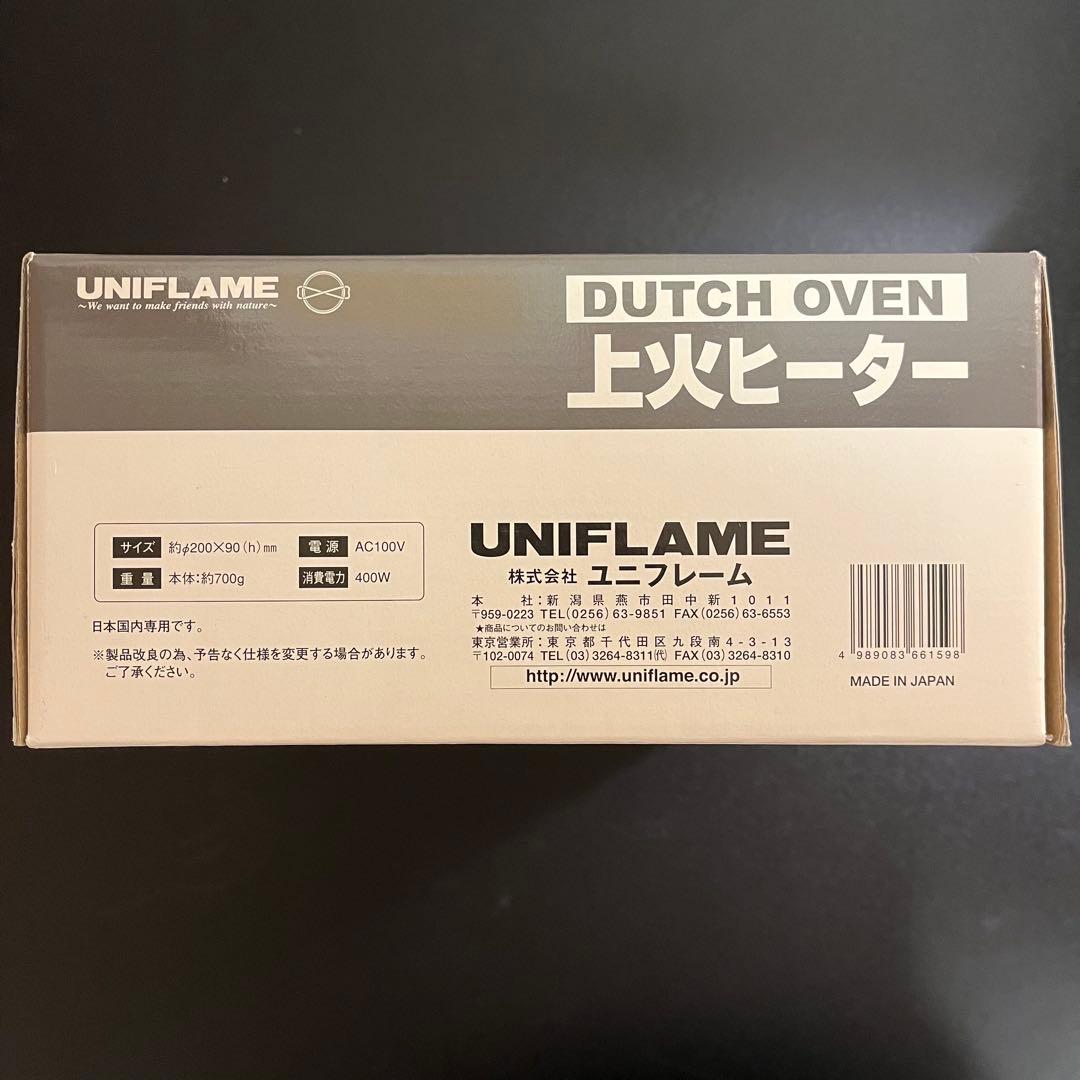 UNIFLAME
～We want to make friends with nature～
DUTCH OVEN
上火ヒーター
サイズ 約φ200×90（h）mm 電源 AC100V
重量 本体：約700g 消費電力 400W
日本国内専用です。
※製品改良の為、予告なく仕様を変更する場合があります。
ご了承ください。
UNIFLAME
株式会社 ユニフレーム
本 社：新潟県燕市田中新1011
〒959-0223 TEL(0256)63-9851 FAX(0256)63-6553
★商品についてのお問い合わせは
東京営業所：東京都千代田区九段南4-3-13
〒102-0074 TEL(03)3264-8311㈹ FAX(03)3264-8310
http://www.uniflame.co.jp
4 989083 661598
MADE IN JAPAN